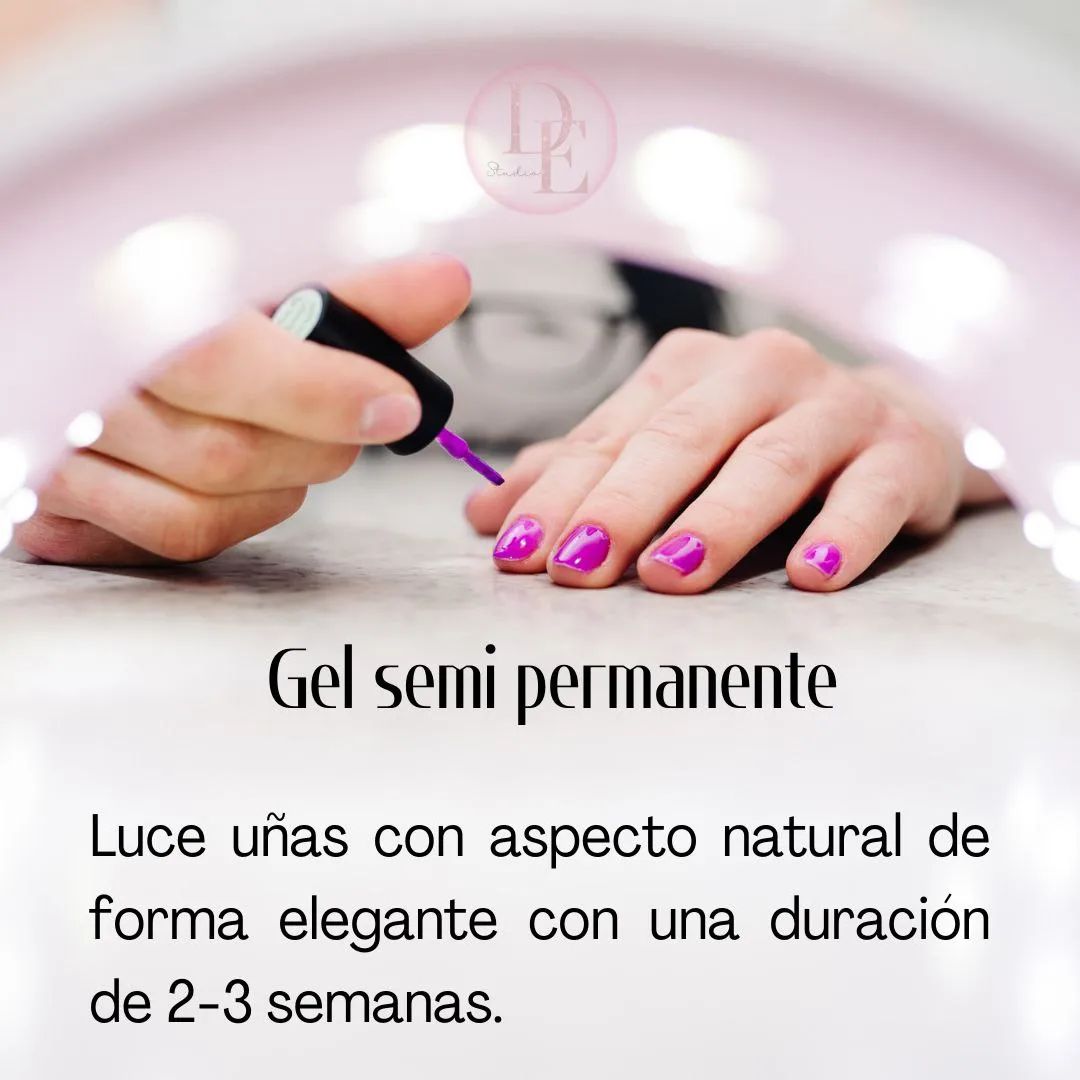 DE
Studio
Gel semi permanente
Luce uñas con aspecto natural de
forma elegante con una duración
de 2-3 semanas.